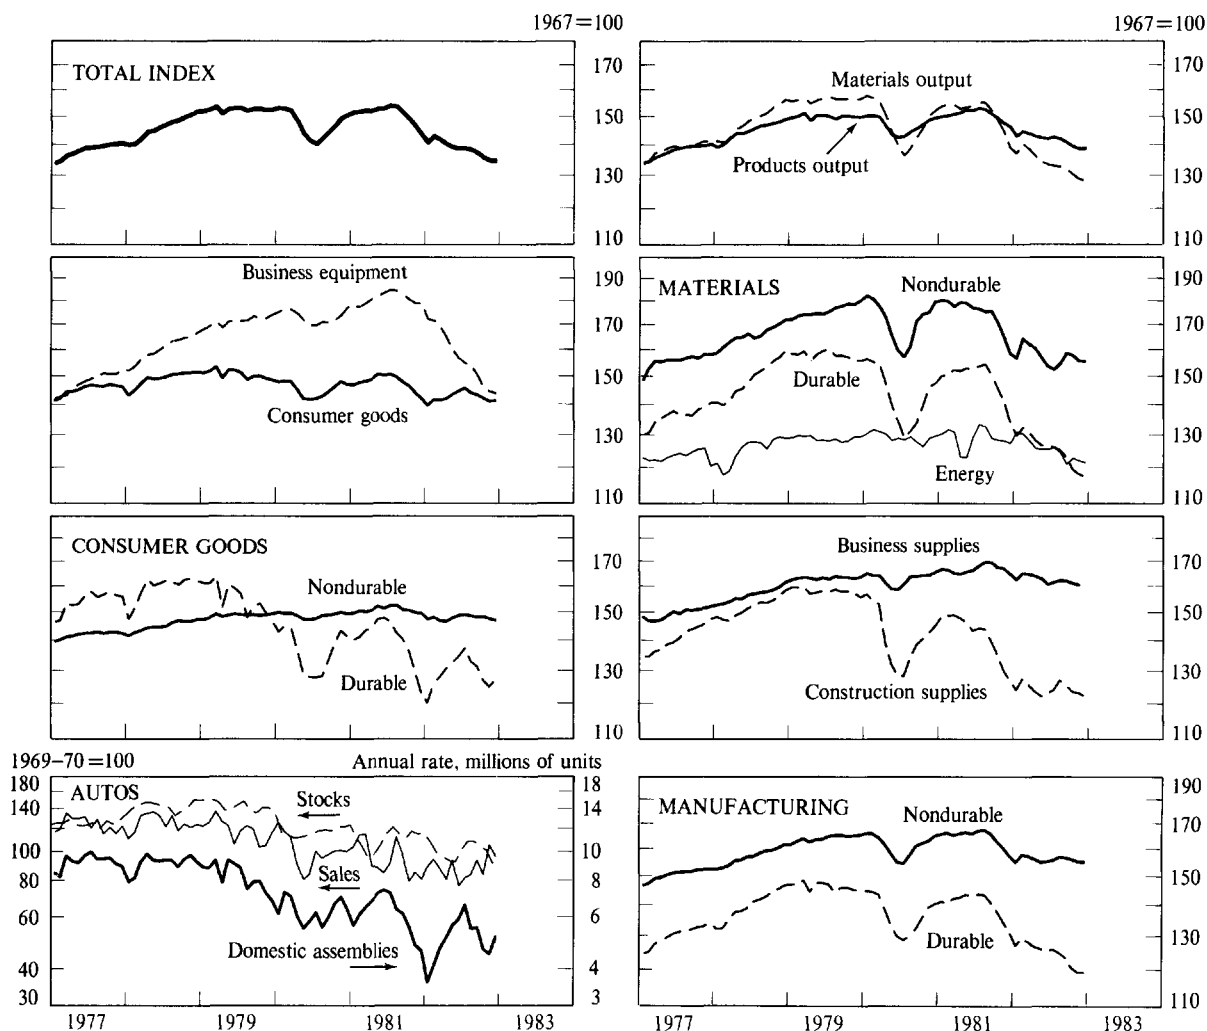 1967=100
TOTAL INDEX
170
150
130
110
1967=100
Materials output
Products output
170
150
130
110
Business equipment
Consumer goods
190
170
150
130
110
MATERIALS
Nondurable
Durable
Energy
190
170
150
130
110
CONSUMER GOODS
Nondurable
Durable
170
150
130
110
Business supplies
Construction supplies
170
150
130
110
1969–70=100
Annual rate, millions of units
AUTOS
Stocks
Sales
Domestic assemblies
180
140
100
80
60
40
30
18
14
10
8
6
4
3
1977 1979 1981 1983
MANUFACTURING
Nondurable
Durable
190
170
150
130
110
1977 1979 1981 1983